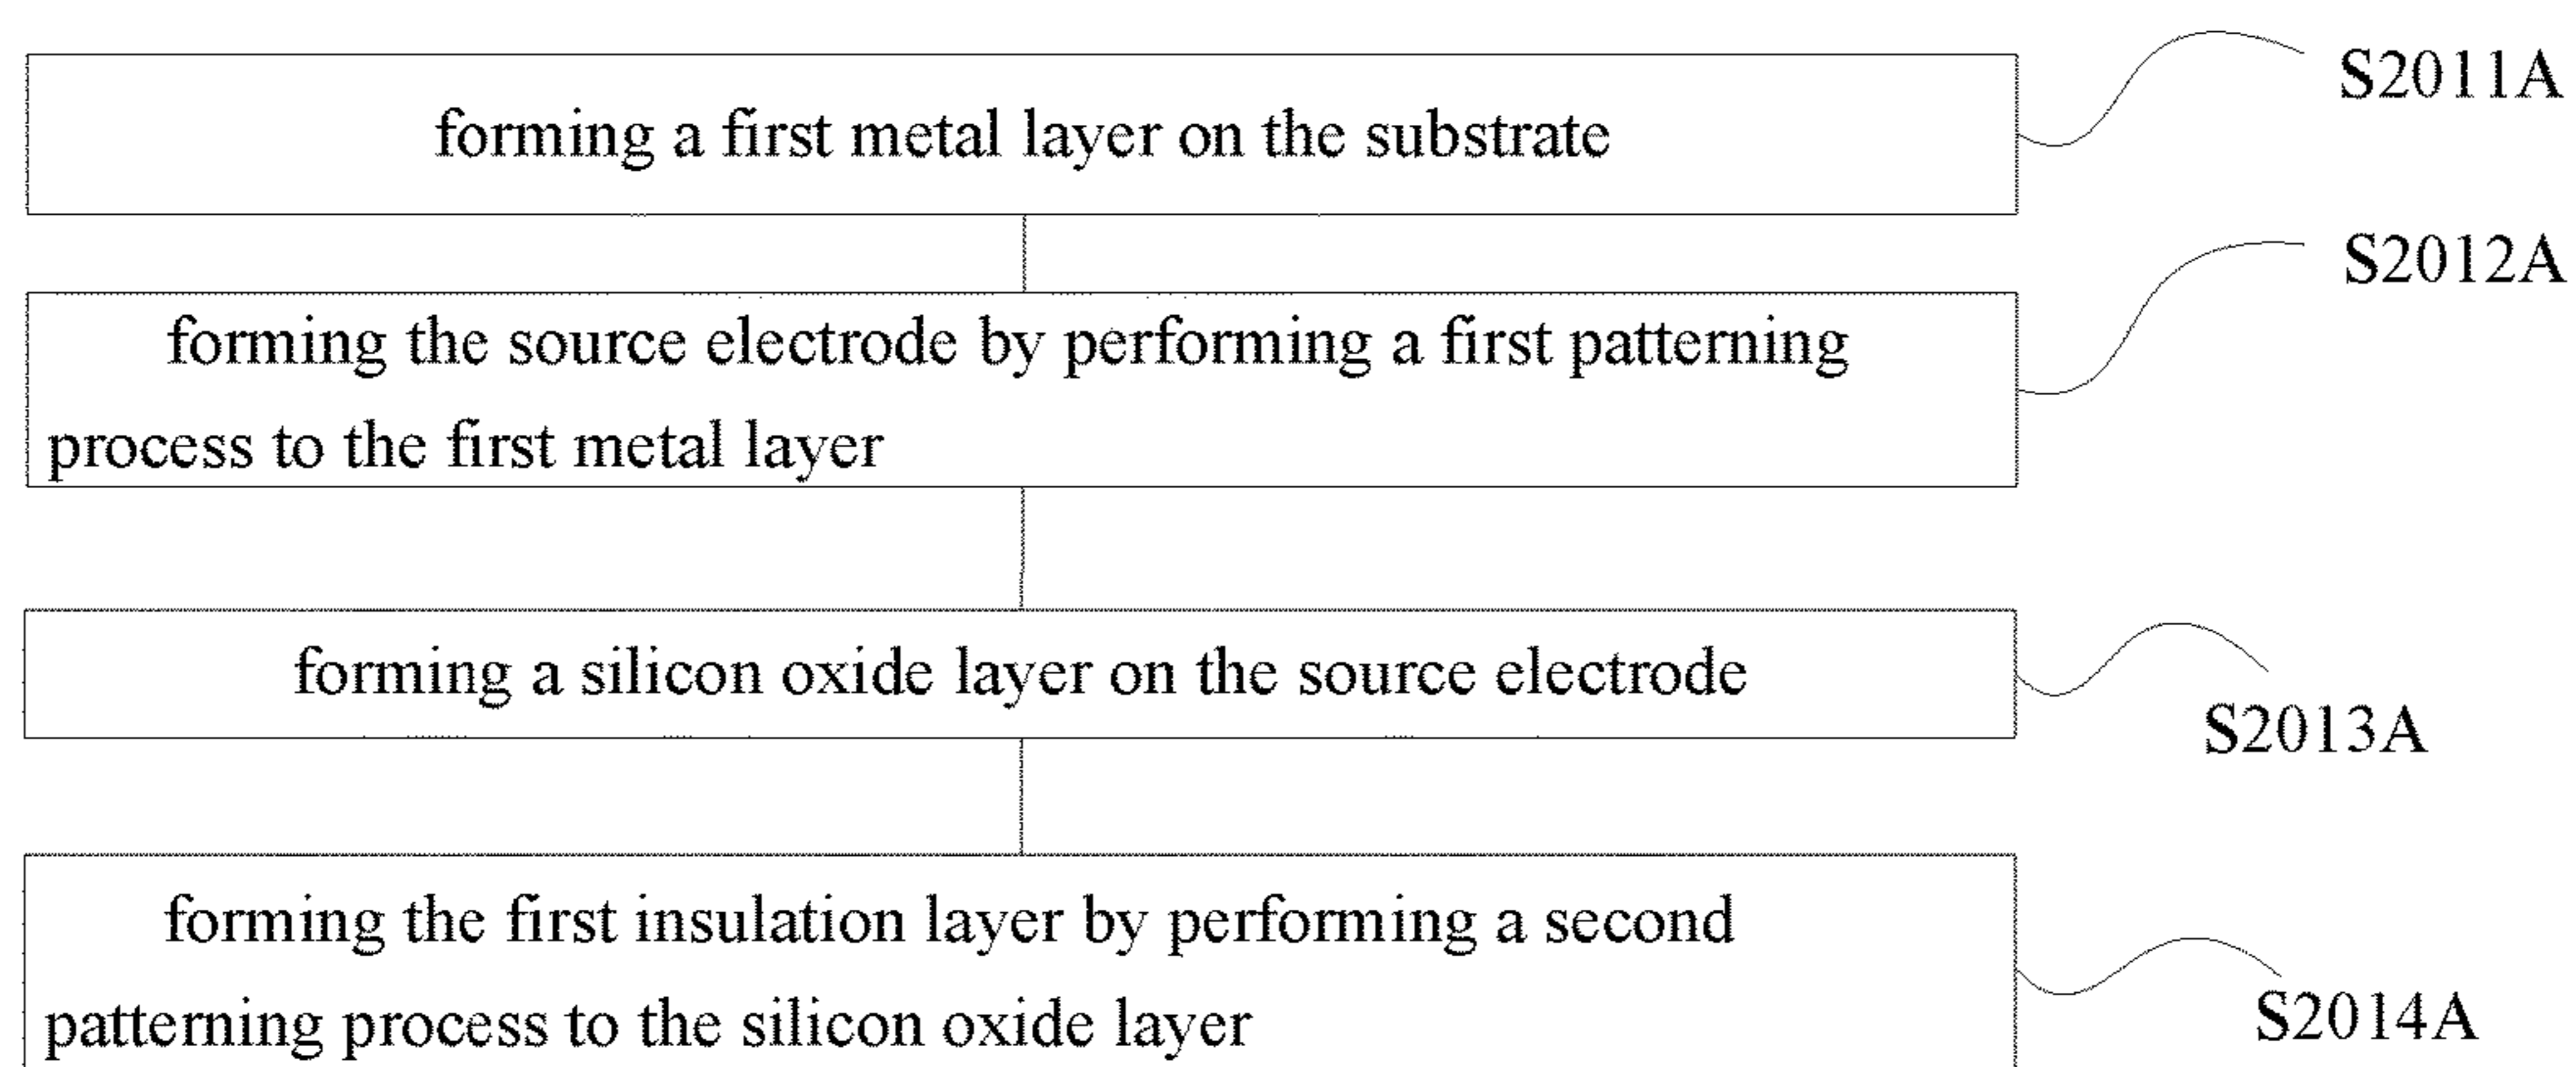 forming a first metal layer on the substrate
S2011A
forming the source electrode by performing a first patterning
process to the first metal layer
S2012A
forming a silicon oxide layer on the source electrode
S2013A
forming the first insulation layer by performing a second
patterning process to the silicon oxide layer
S2014A